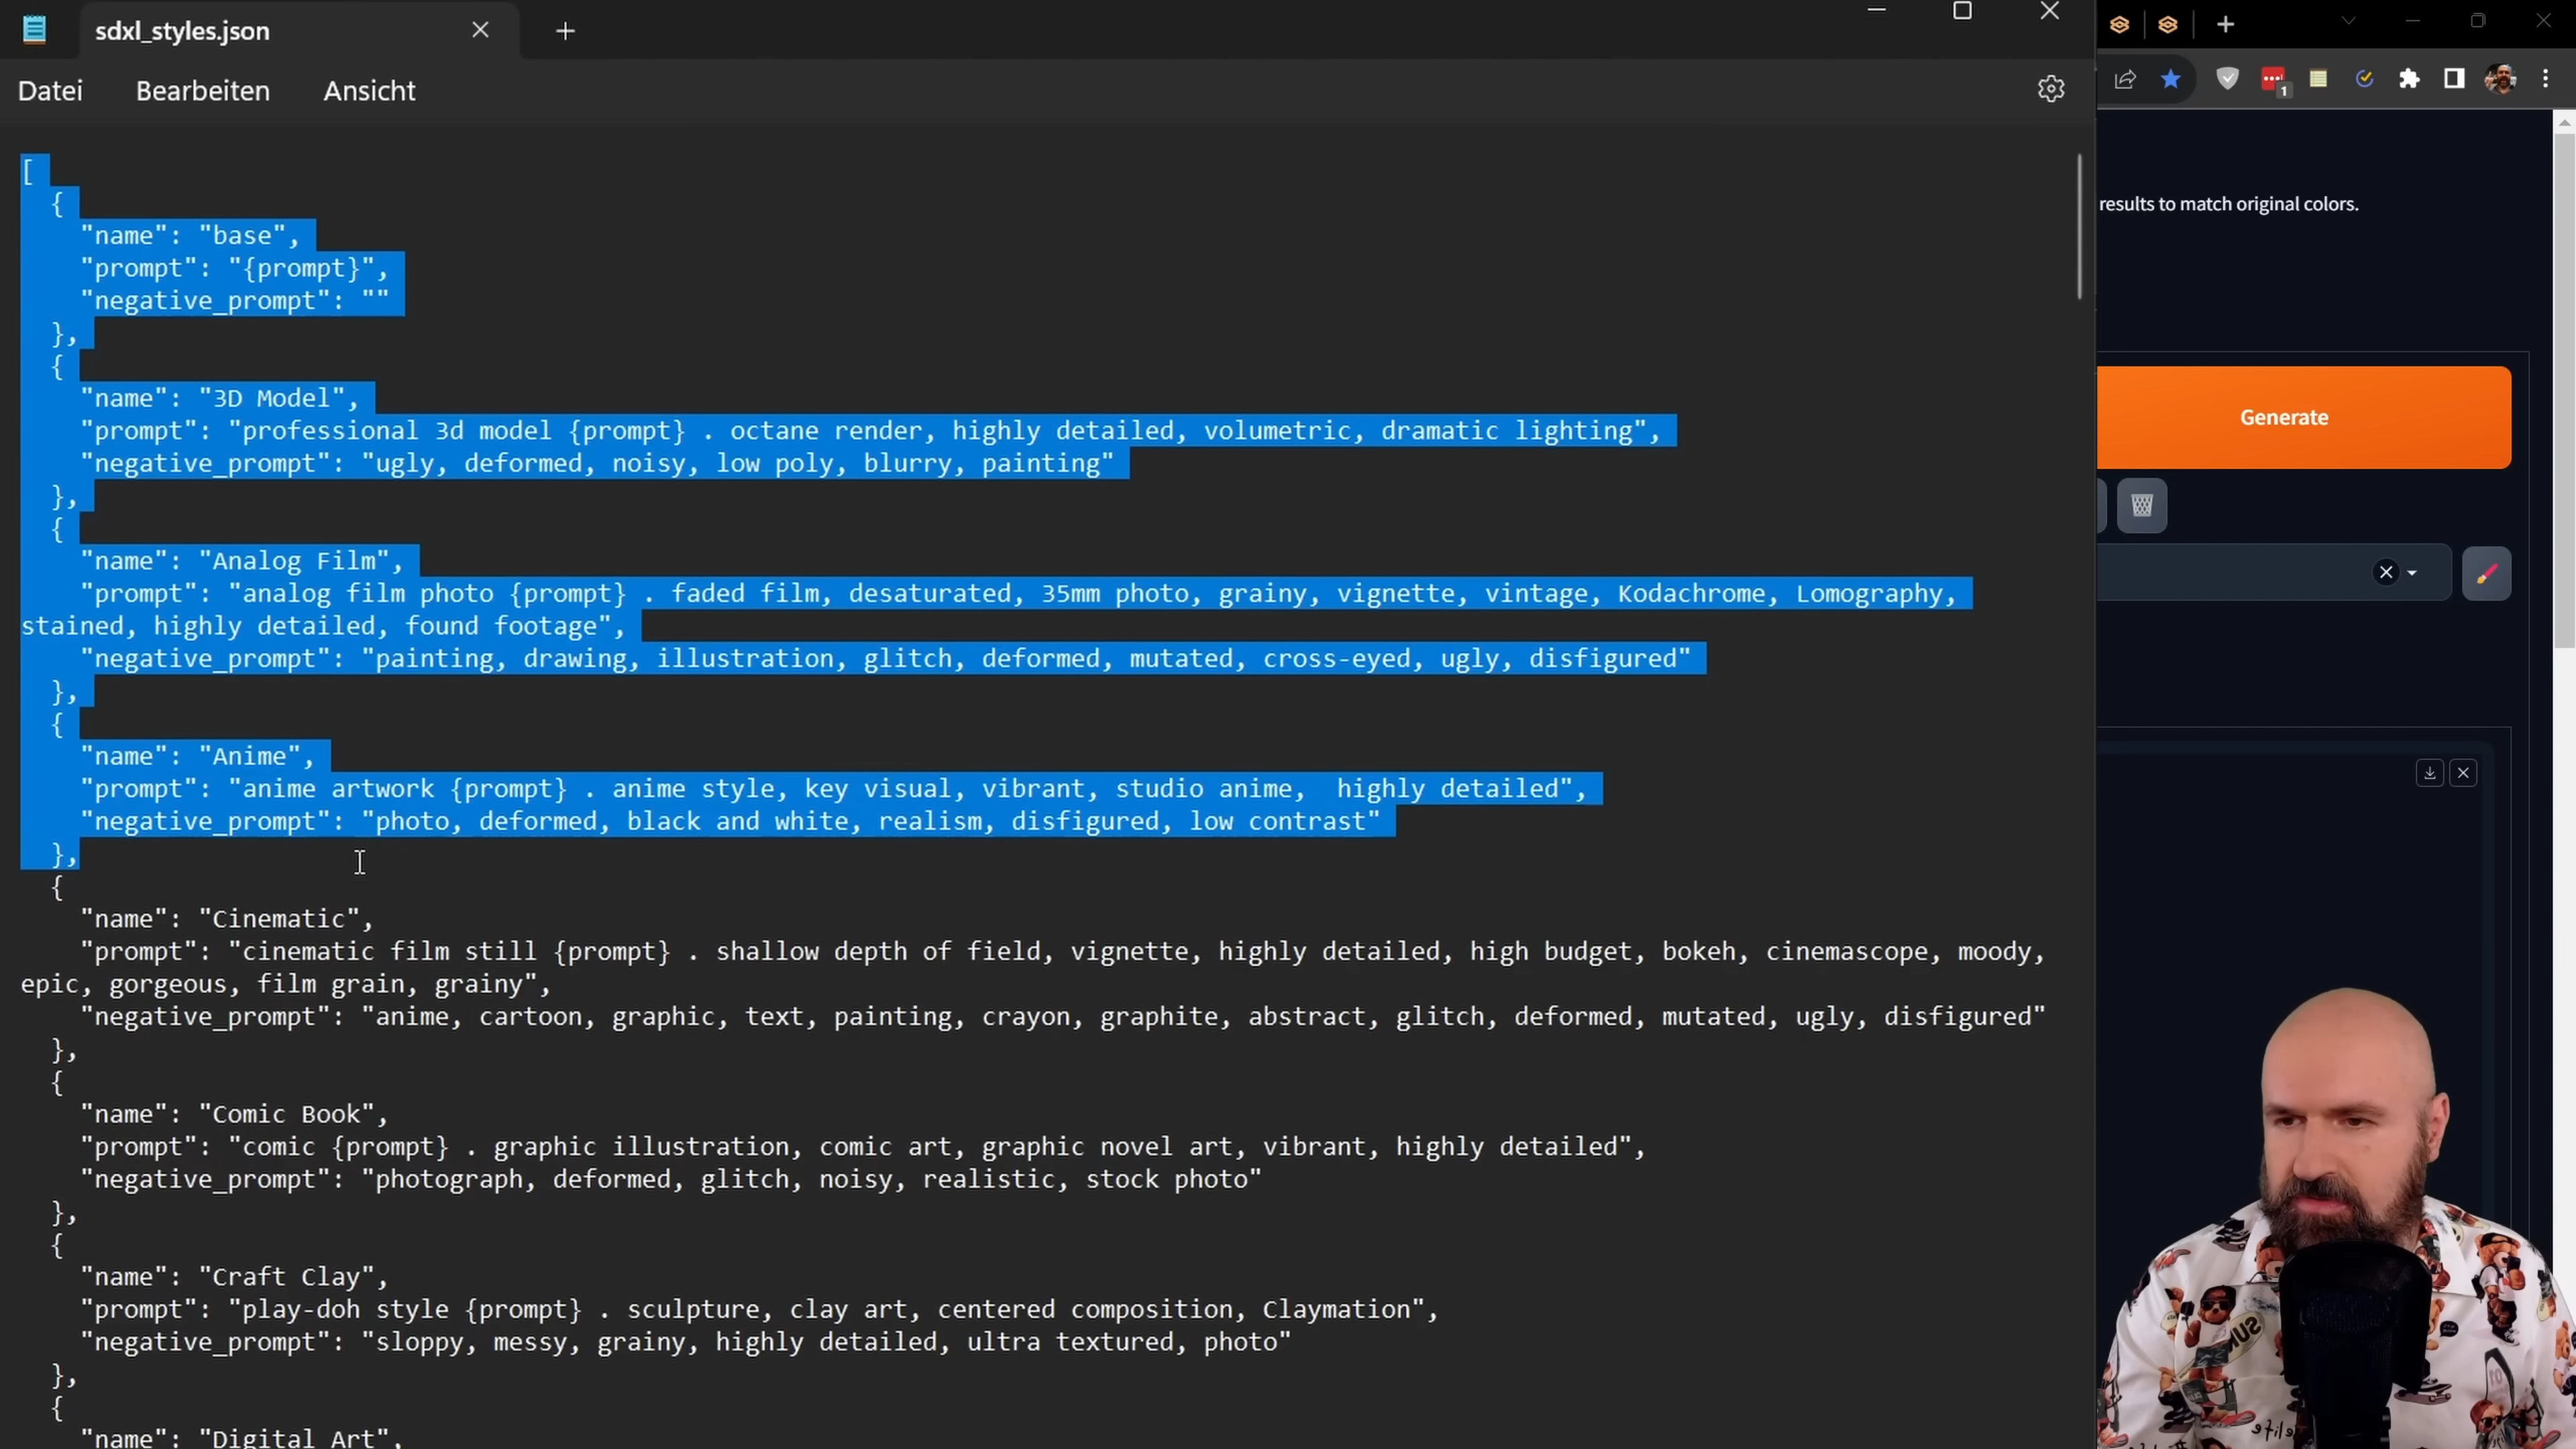 sdxl_styles.json
Datei Bearbeiten Ansicht
[
{
"name": "base",
"prompt": "{prompt}",
"negative_prompt": ""
},
{
"name": "3D Model",
"prompt": "professional 3d model {prompt} . octane render, highly detailed, volumetric, dramatic lighting",
"negative_prompt": "ugly, deformed, noisy, low poly, blurry, painting"
},
{
"name": "Analog Film",
"prompt": "analog film photo {prompt} . faded film, desaturated, 35mm photo, grainy, vignette, vintage, Kodachrome, Lomography,
stained, highly detailed, found footage",
"negative_prompt": "painting, drawing, illustration, glitch, deformed, mutated, cross-eyed, ugly, disfigured"
},
{
"name": "Anime",
"prompt": "anime artwork {prompt} . anime style, key visual, vibrant, studio anime,  highly detailed",
"negative_prompt": "photo, deformed, black and white, realism, disfigured, low contrast"
},
{
"name": "Cinematic",
"prompt": "cinematic film still {prompt} . shallow depth of field, vignette, highly detailed, high budget, bokeh, cinemascope, moody,
epic, gorgeous, film grain, grainy",
"negative_prompt": "anime, cartoon, graphic, text, painting, crayon, graphite, abstract, glitch, deformed, mutated, ugly, disfigured"
},
{
"name": "Comic Book",
"prompt": "comic {prompt} . graphic illustration, comic art, graphic novel art, vibrant, highly detailed",
"negative_prompt": "photograph, deformed, glitch, noisy, realistic, stock photo"
},
{
"name": "Craft Clay",
"prompt": "play-doh style {prompt} . sculpture, clay art, centered composition, Claymation",
"negative_prompt": "sloppy, messy, grainy, highly detailed, ultra textured, photo"
},
{
"name": "Digital Art",
1
results to match original colors.
Generate